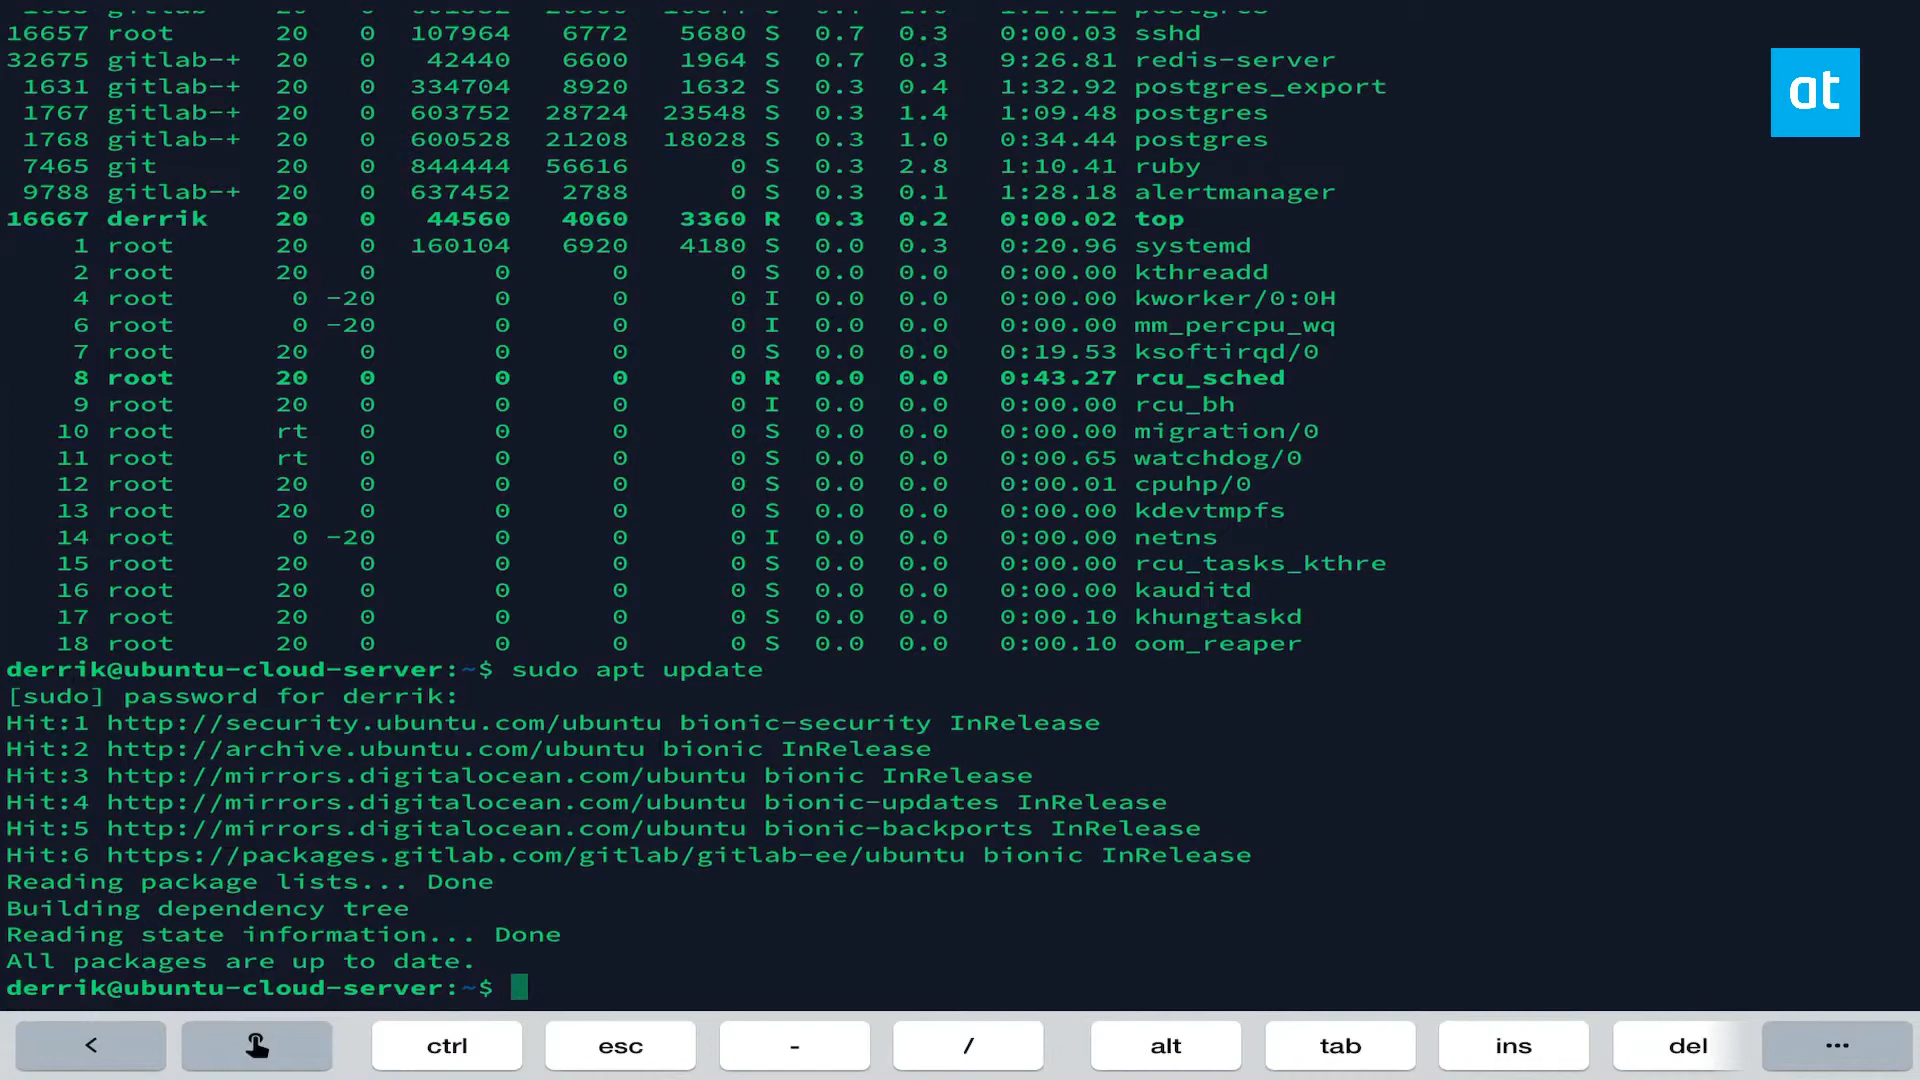 16657 root 20 0 107964 6772 5680 S 0.7 0.3 0:00.03 sshd
32675 gitlab-+ 20 0 42440 6600 1964 S 0.7 0.3 9:26.81 redis-server
1631 gitlab-+ 20 0 334704 8920 1632 S 0.3 0.4 1:32.92 postgres_export
1767 gitlab-+ 20 0 603752 28724 23548 S 0.3 1.4 1:09.48 postgres
1768 gitlab-+ 20 0 600528 21208 18028 S 0.3 1.0 0:34.44 postgres
7465 git 20 0 844444 56616 0 S 0.3 2.8 1:10.41 ruby
9788 gitlab-+ 20 0 637452 2788 0 S 0.3 0.1 1:28.18 alertmanager
16667 derrik 20 0 44560 4060 3360 R 0.3 0.2 0:00.02 top
1 root 20 0 160104 6920 4180 S 0.0 0.3 0:20.96 systemd
2 root 20 0 0 0 0 S 0.0 0.0 0:00.00 kthreadd
4 root 0 -20 0 0 0 I 0.0 0.0 0:00.00 kworker/0:0H
6 root 0 -20 0 0 0 I 0.0 0.0 0:00.00 mm_percpu_wq
7 root 20 0 0 0 0 S 0.0 0.0 0:19.53 ksoftirqd/0
8 root 20 0 0 0 0 R 0.0 0.0 0:43.27 rcu_sched
9 root 20 0 0 0 0 I 0.0 0.0 0:00.00 rcu_bh
10 root rt 0 0 0 0 S 0.0 0.0 0:00.00 migration/0
11 root rt 0 0 0 0 S 0.0 0.0 0:00.65 watchdog/0
12 root 20 0 0 0 0 S 0.0 0.0 0:00.01 cpuhp/0
13 root 20 0 0 0 0 S 0.0 0.0 0:00.00 kdevtmpfs
14 root 0 -20 0 0 0 I 0.0 0.0 0:00.00 netns
15 root 20 0 0 0 0 S 0.0 0.0 0:00.00 rcu_tasks_kthre
16 root 20 0 0 0 0 S 0.0 0.0 0:00.00 kauditd
17 root 20 0 0 0 0 S 0.0 0.0 0:00.10 khungtaskd
18 root 20 0 0 0 0 S 0.0 0.0 0:00.10 oom_reaper
derrik@ubuntu-cloud-server:~$ sudo apt update
[sudo] password for derrik:
Hit:1 http://security.ubuntu.com/ubuntu bionic-security InRelease
Hit:2 http://archive.ubuntu.com/ubuntu bionic InRelease
Hit:3 http://mirrors.digitalocean.com/ubuntu bionic InRelease
Hit:4 http://mirrors.digitalocean.com/ubuntu bionic-updates InRelease
Hit:5 http://mirrors.digitalocean.com/ubuntu bionic-backports InRelease
Hit:6 https://packages.gitlab.com/gitlab/gitlab-ee/ubuntu bionic InRelease
Reading package lists... Done
Building dependency tree
Reading state information... Done
All packages are up to date.
derrik@ubuntu-cloud-server:~$
at
< ctrl esc - / alt tab ins del ...